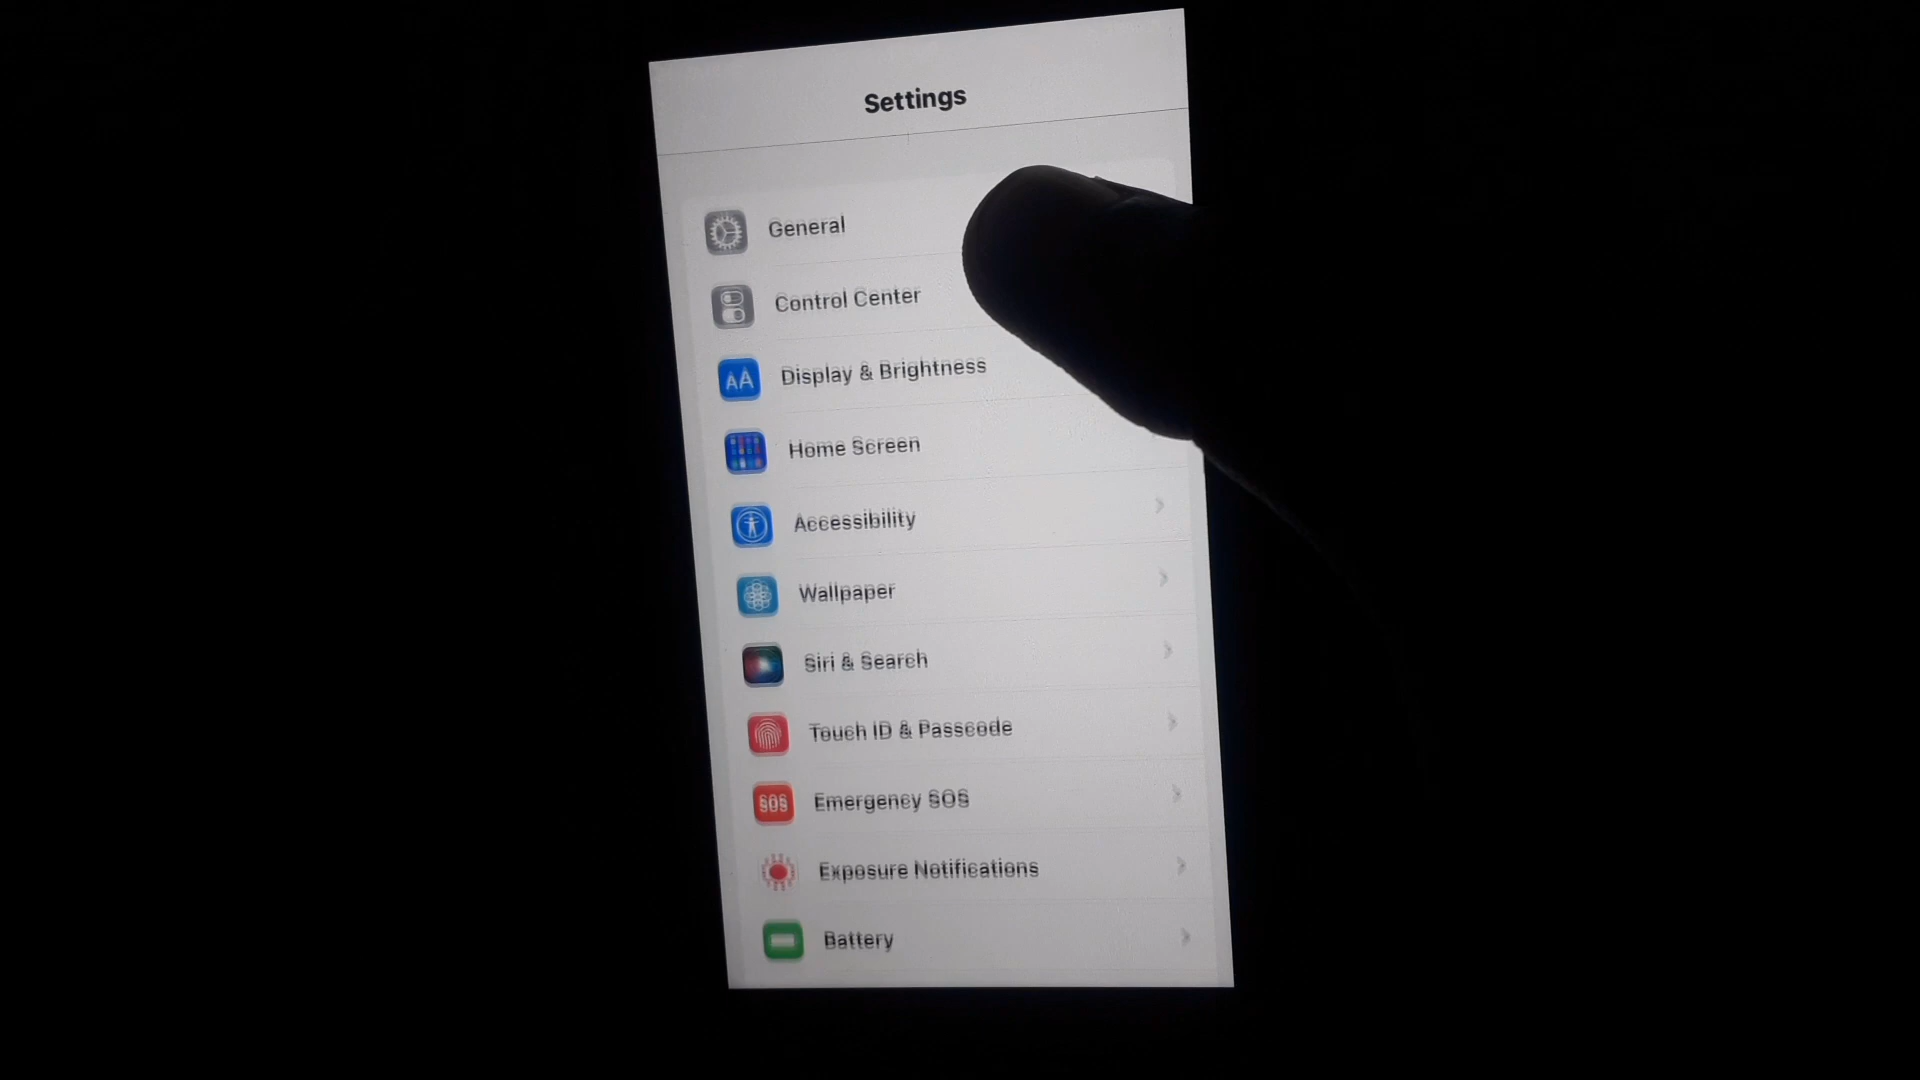 Settings
General
Control Center
Display & Brightness
Home Screen
Accessibility
Wallpaper
Siri & Search
Touch ID & Passcode
SOS Emergency SOS
Exposure Notifications
Battery